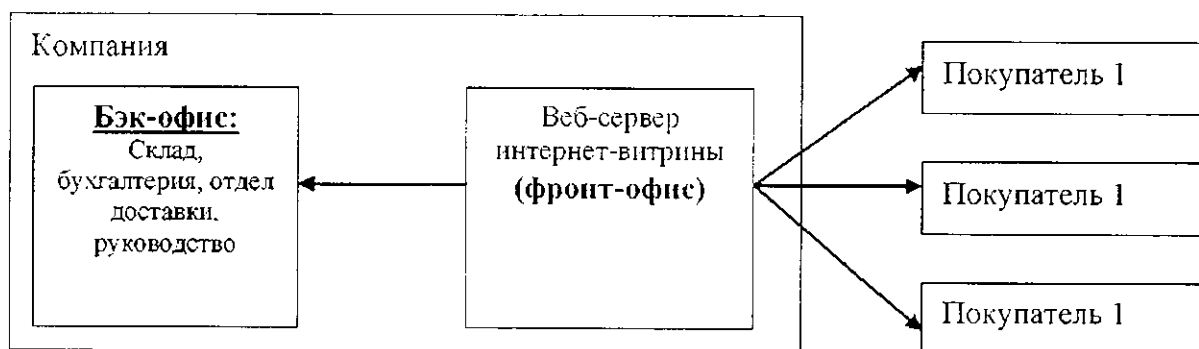 Компания
Бэк-офис:
Склад,
бухгалтерия, отдел
доставки,
руководство
Веб-сервер
интернет-витрины
(фронт-офис)
Покупатель 1
Покупатель 1
Покупатель 1